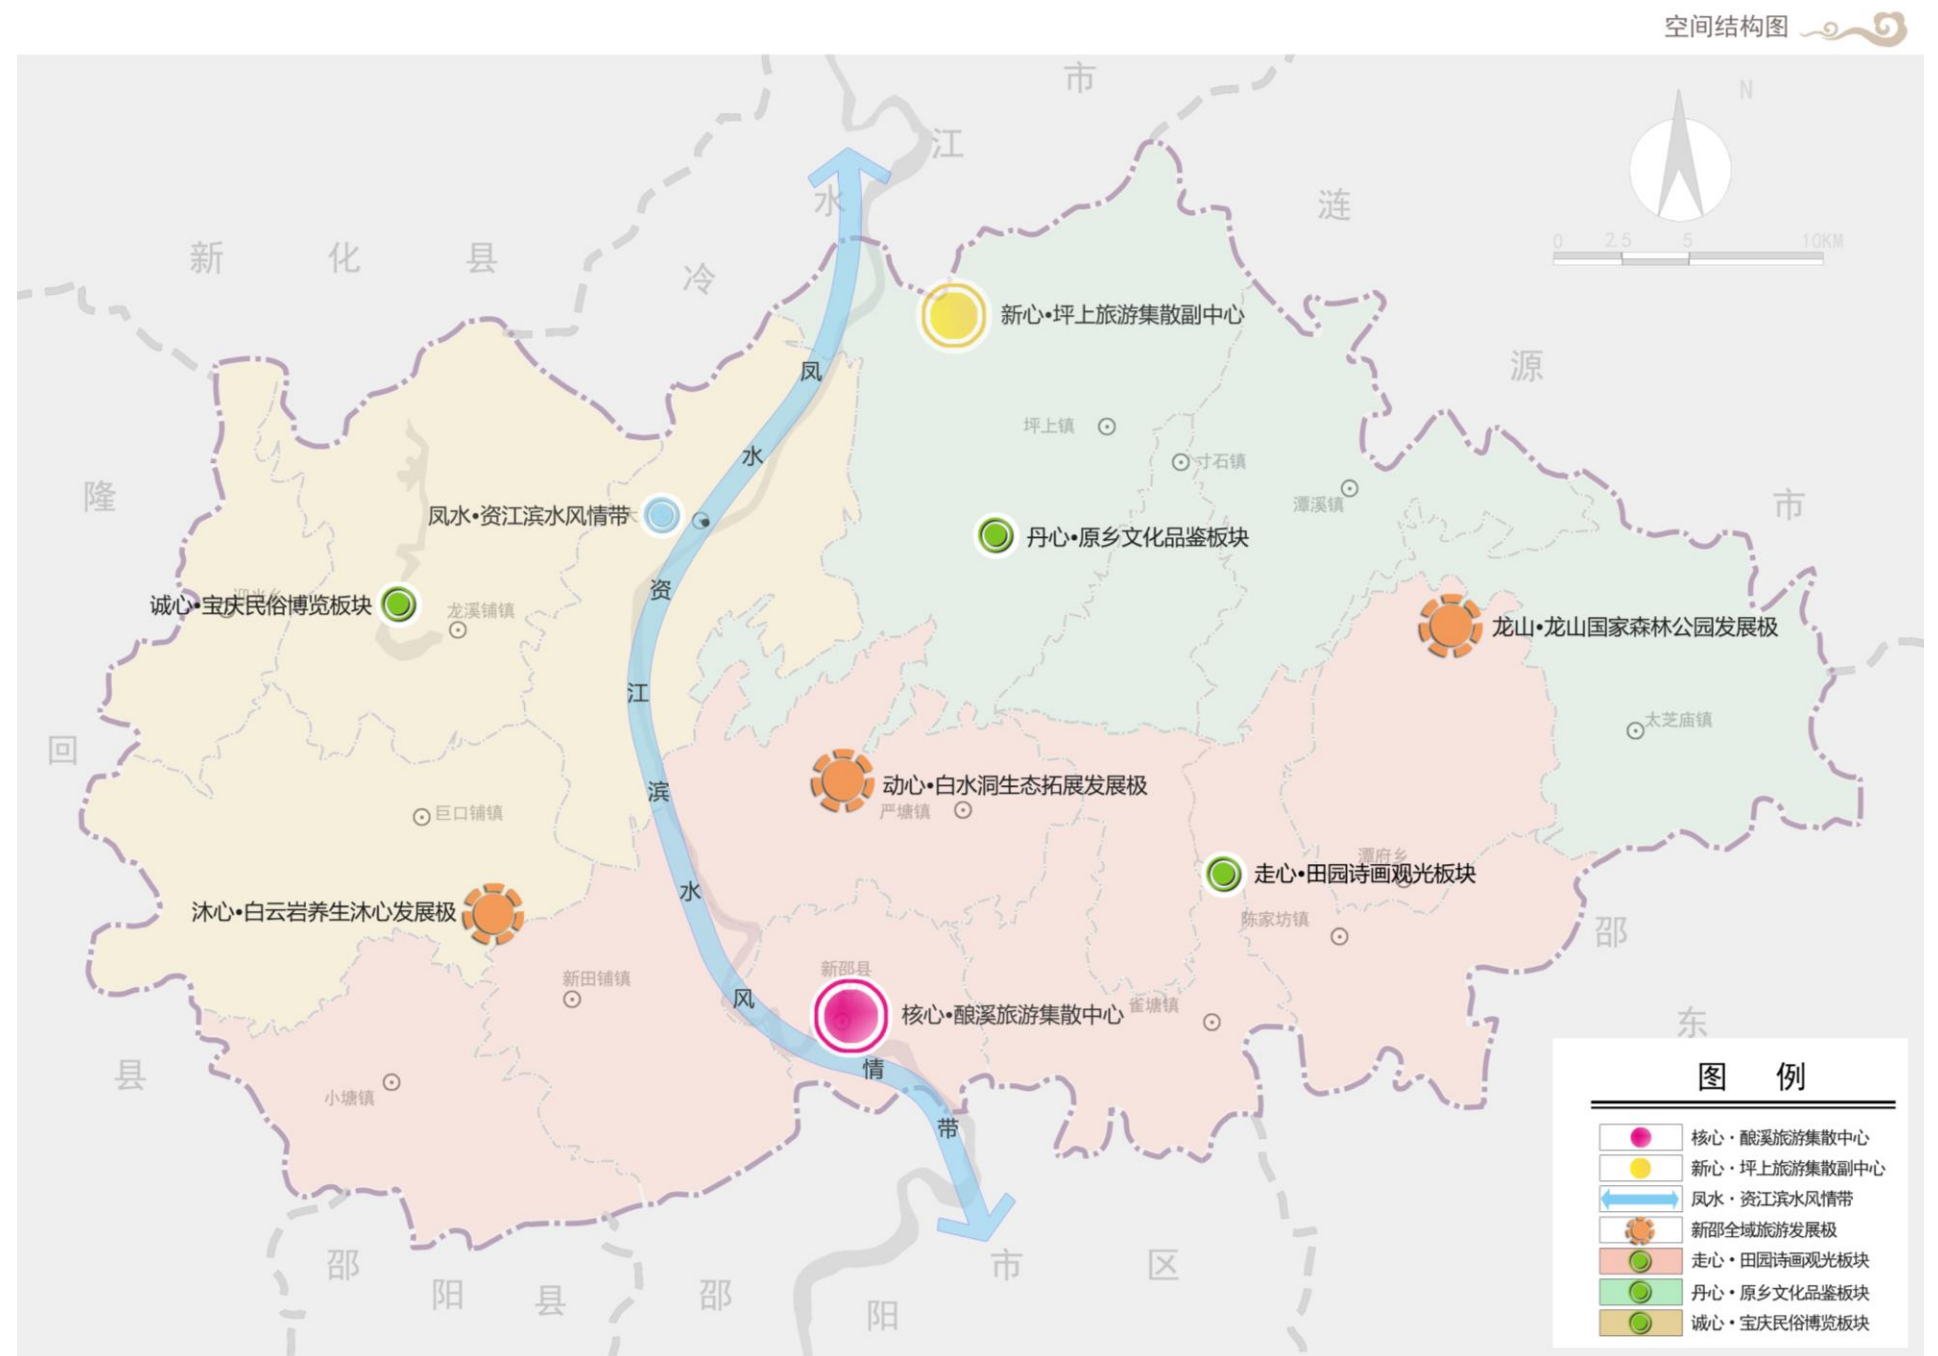 空间结构图
市
N
江
水
涟
0 2.5 5 10KM
新化县
冷
新心•坪上旅游集散副中心
源
凤
坪上镇
水
寸石镇
隆
潭溪镇
市
凤水•资江滨水风情带
丹心•原乡文化品鉴板块
资
诚心•宝庆民俗博览板块
龙溪铺镇
龙山•龙山国家森林公园发展极
江
太芝庙镇
回
动心•白水洞生态拓展发展极
滨
巨口铺镇
严塘镇
潭府乡
走心•田园诗画观光板块
水
沐心•白云岩养生沐心发展极
陈家坊镇
邵
新邵县
新田铺镇
风
核心•酿溪旅游集散中心
雀塘镇
东
县
情
小塘镇
带
邵阳县
邵阳市区
图 例
核心·酿溪旅游集散中心
新心·坪上旅游集散副中心
凤水·资江滨水风情带
新邵全域旅游发展极
走心·田园诗画观光板块
丹心·原乡文化品鉴板块
诚心·宝庆民俗博览板块